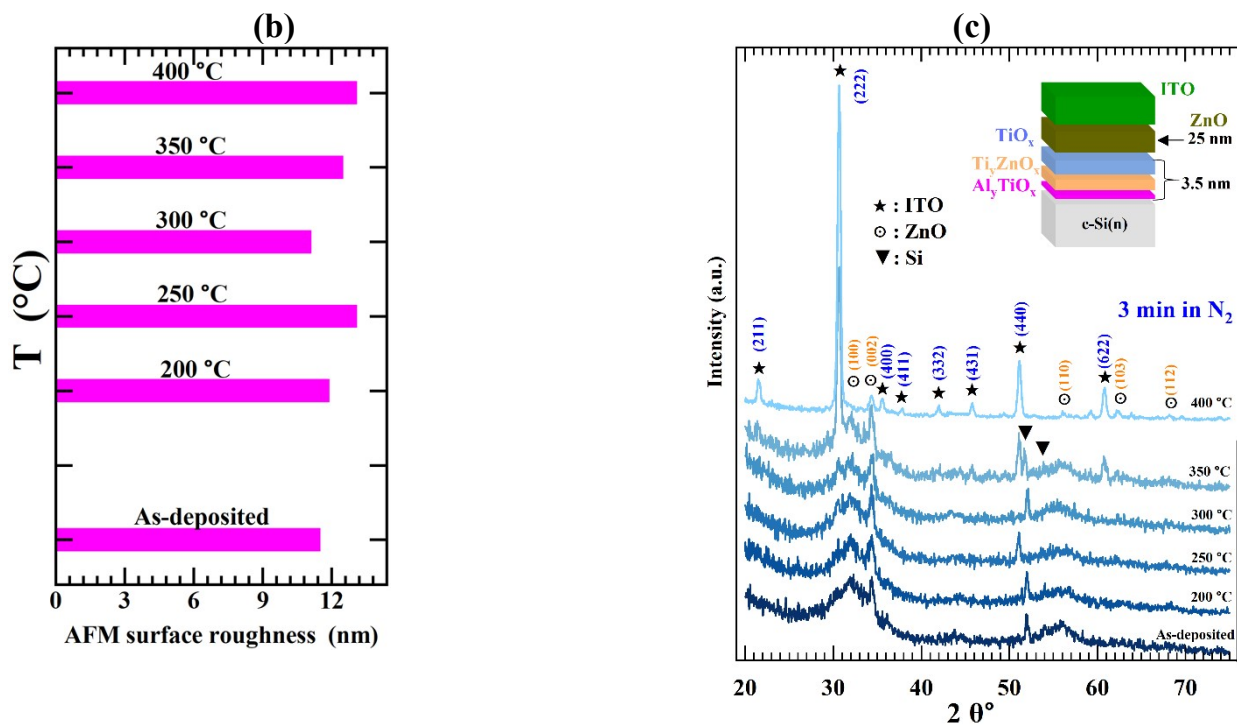 (b)
400 °C
350 °C
300 °C
250 °C
200 °C
As-deposited
T (°C)
0 3 6 9 12
AFM surface roughness (nm)
(c)
(222)
ITO
ZnO
TiOₓ
25 nm
TiᵧZnOₓ
3.5 nm
AlᵧTiOₓ
c-Si(n)
★ : ITO
⊙ : ZnO
▼ : Si
3 min in N₂
(211)
(100)
(002)
(400)
(411)
(332)
(431)
(440)
(110)
(622)
(103)
(112)
400 °C
350 °C
300 °C
250 °C
200 °C
As-deposited
Intensity (a.u.)
20 30 40 50 60 70
2 θ°